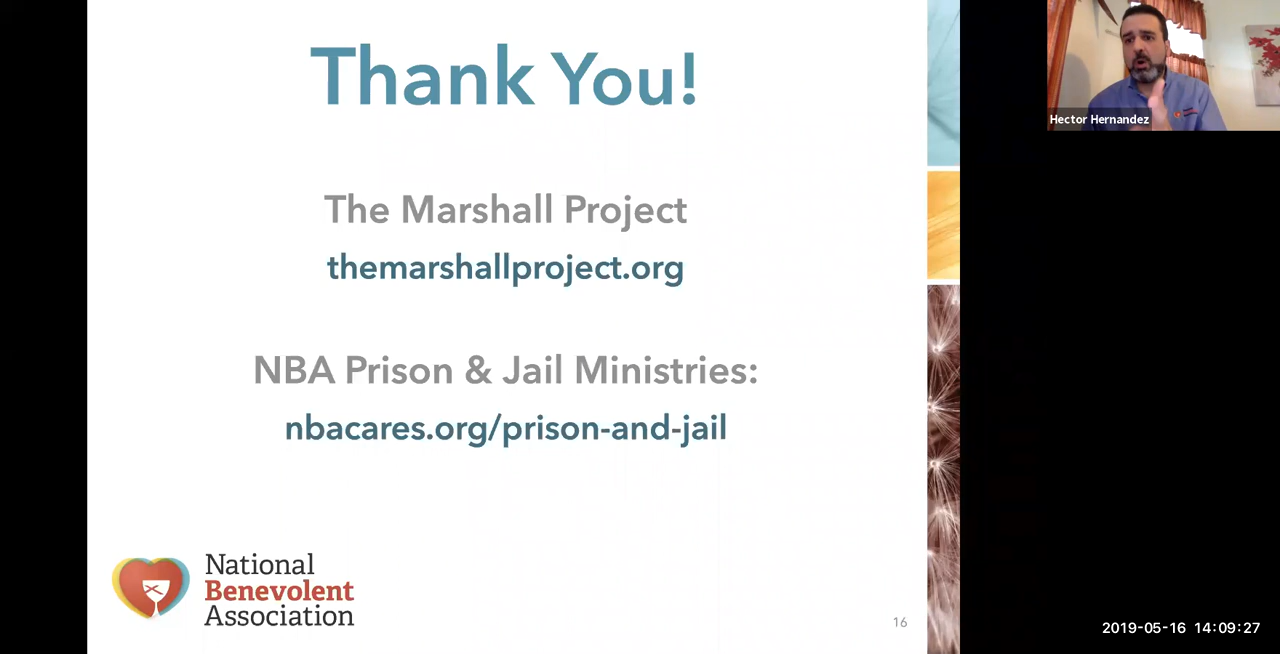 Thank You!
The Marshall Project
themarshallproject.org
NBA Prison & Jail Ministries:
nbacares.org/prison-and-jail
National
Benevolent
Association
16
Hector Hernandez
2019-05-16 14:09:27